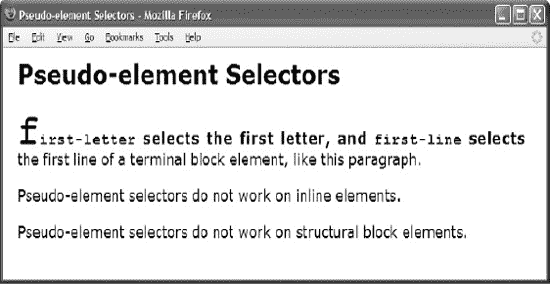 Pseudo-element Selectors - Mozilla Firefox
File Edit View Go Bookmarks Tools Help
Pseudo-element Selectors
first-letter selects the first letter, and first-line selects
the first line of a terminal block element, like this paragraph.
Pseudo-element selectors do not work on inline elements.
Pseudo-element selectors do not work on structural block elements.